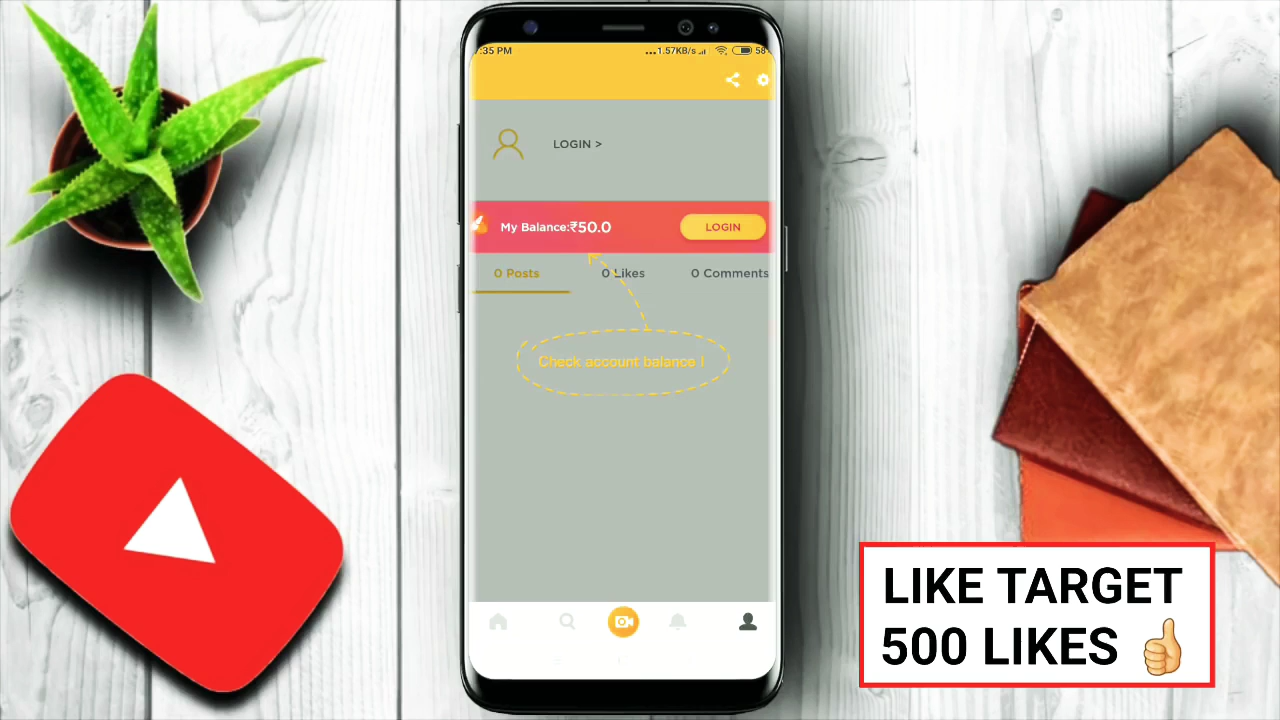 :35 PM
...1.57KB/s
58
LOGIN >
My Balance:₹50.0
LOGIN
0 Posts
0 Likes
0 Comments
Check account balance !
LIKE TARGET
500 LIKES 👍